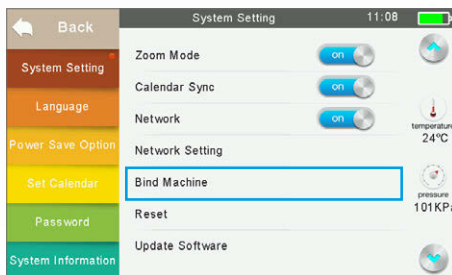 Back
System Setting
11:08
System Setting
Language
Power Save Option
Set Calendar
Password
System Information
Zoom Mode
on
Calendar Sync
on
Network
on
Network Setting
Bind Machine
Reset
Update Software
temperature
24°C
pressure
101KPa